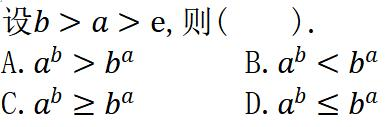 设b > a > e, 则(    ).
A. a^b > b^a    B. a^b < b^a
C. a^b ≥ b^a    D. a^b ≤ b^a